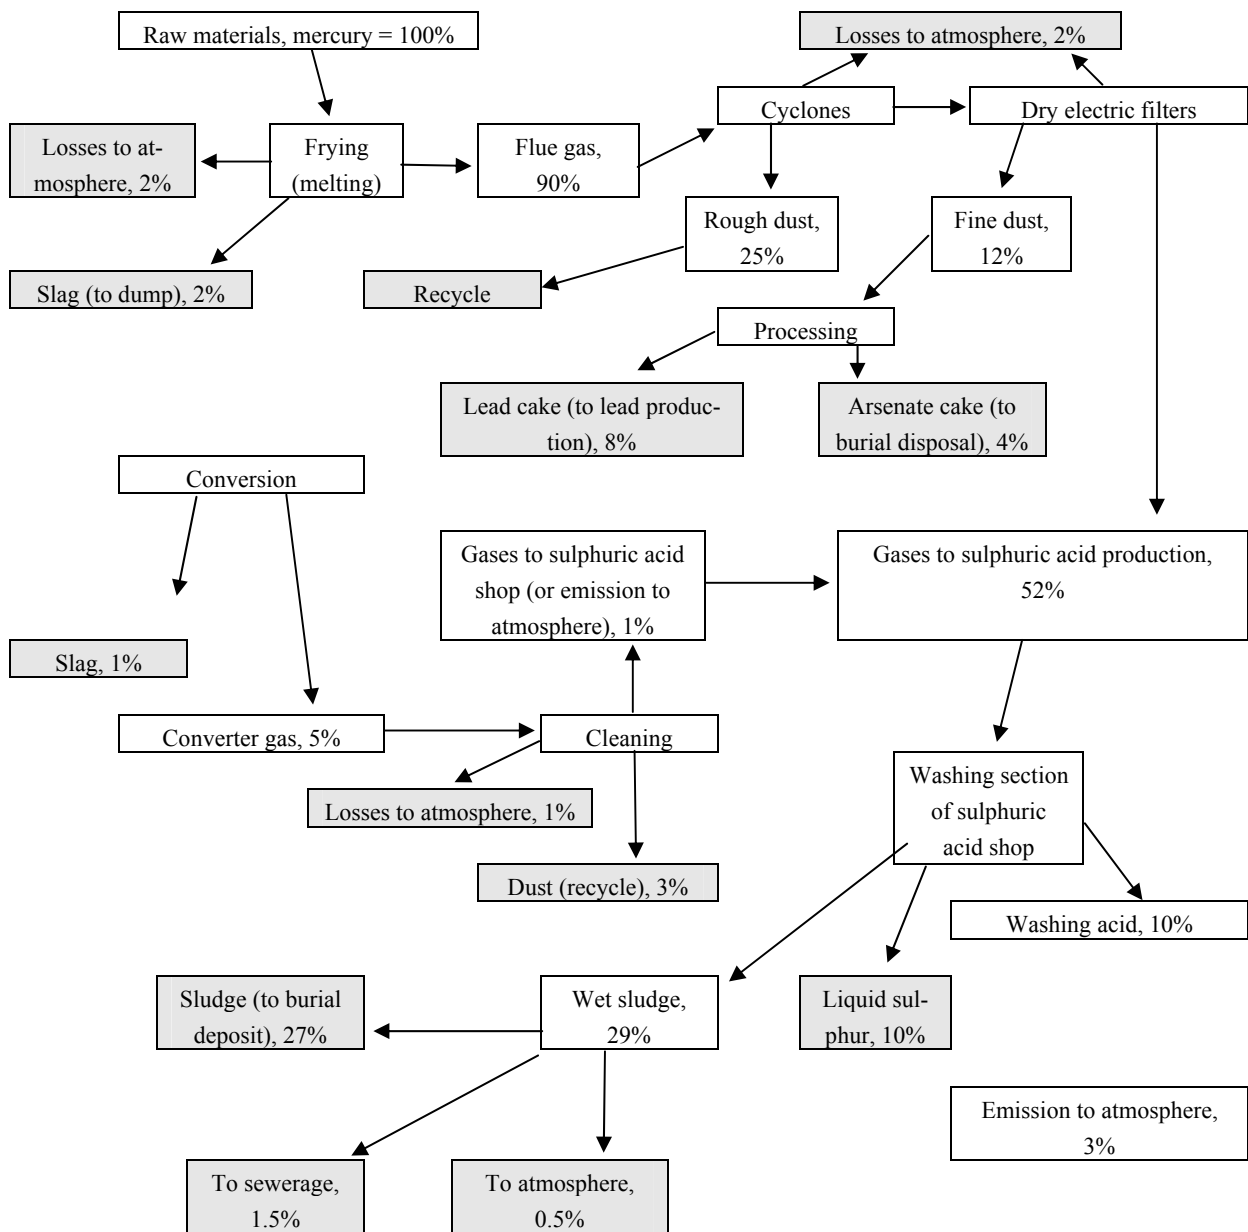 Raw materials, mercury = 100%
Losses to atmosphere, 2%
Cyclones
Dry electric filters
Losses to at-
mosphere, 2%
Frying
(melting)
Flue gas,
90%
Rough dust,
25%
Fine dust,
12%
Slag (to dump), 2%
Recycle
Processing
Lead cake (to lead produc-
tion), 8%
Arsenate cake (to
burial disposal), 4%
Conversion
Gases to sulphuric acid
shop (or emission to
atmosphere), 1%
Gases to sulphuric acid production,
52%
Slag, 1%
Converter gas, 5%
Cleaning
Losses to atmosphere, 1%
Washing section
of sulphuric
acid shop
Dust (recycle), 3%
Washing acid, 10%
Sludge (to burial
deposit), 27%
Wet sludge,
29%
Liquid sul-
phur, 10%
Emission to atmosphere,
3%
To sewerage,
1.5%
To atmosphere,
0.5%